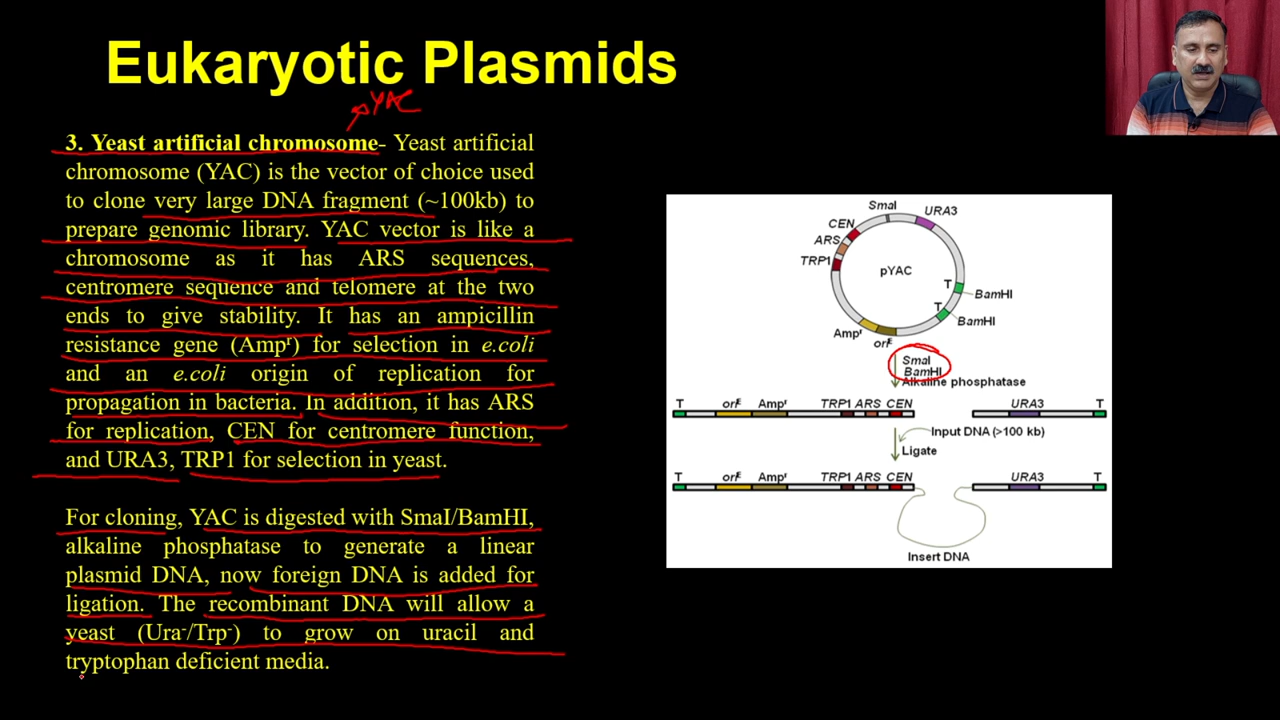 Eukaryotic Plasmids
YAC
3. Yeast artificial chromosome- Yeast artificial
chromosome (YAC) is the vector of choice used
to clone very large DNA fragment (~100kb) to
prepare genomic library. YAC vector is like a
chromosome as it has ARS sequences,
centromere sequence and telomere at the two
ends to give stability. It has an ampicillin
resistance gene (Ampʳ) for selection in e.coli
and an e.coli origin of replication for
propagation in bacteria. In addition, it has ARS
for replication, CEN for centromere function,
and URA3, TRP1 for selection in yeast.
For cloning, YAC is digested with SmaI/BamHI,
alkaline phosphatase to generate a linear
plasmid DNA, now foreign DNA is added for
ligation. The recombinant DNA will allow a
yeast (Ura⁻/Trp⁻) to grow on uracil and
tryptophan deficient media.
SmaI
URA3
CEN
ARS
TRP1
pYAC
T
BamHI
T
BamHI
Ampʳ
oriᴱ
SmaI
BamHI
Alkaline phosphatase
T oriᴱ Ampʳ TRP1 ARS CEN URA3 T
Input DNA (>100 kb)
Ligate
T oriᴱ Ampʳ TRP1 ARS CEN URA3 T
Insert DNA